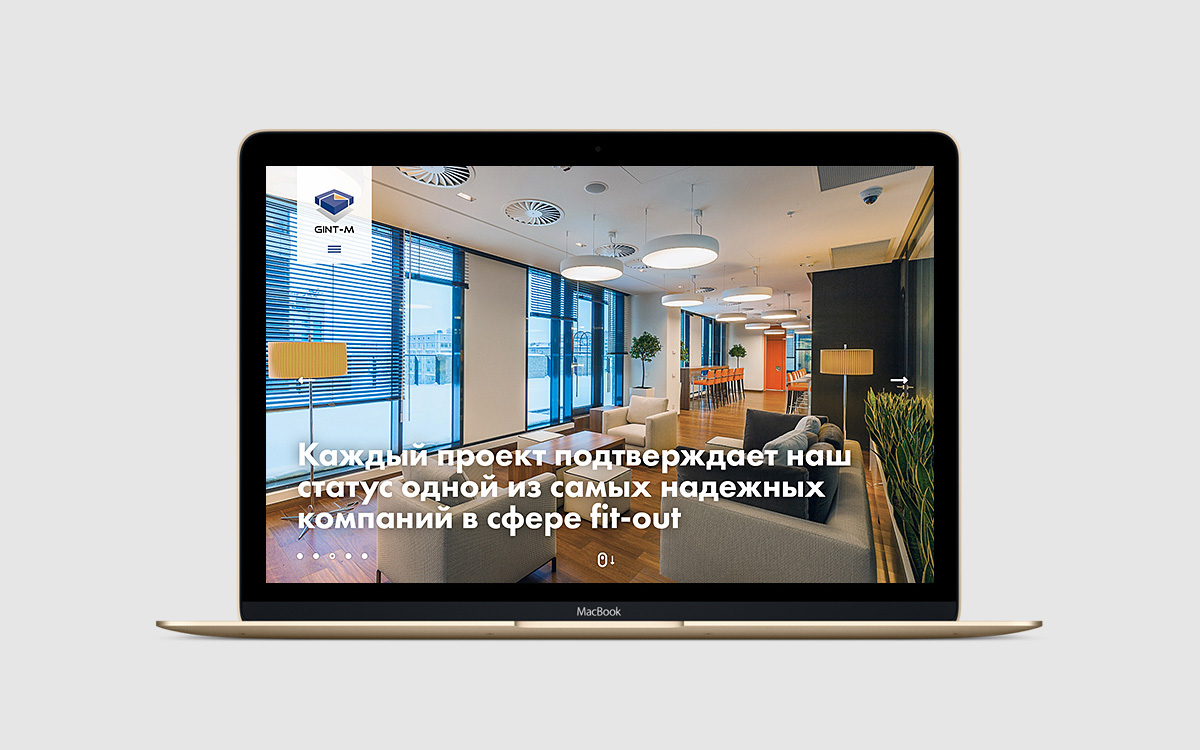 GINT-M
Каждый проект подтверждает наш
статус одной из самых надежных
компаний в сфере fit-out
MacBook